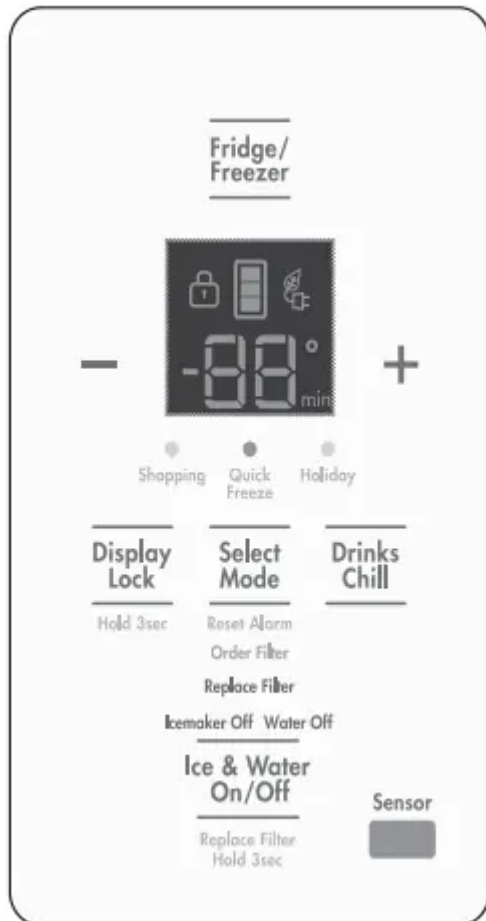 Fridge/
Freezer
-88°
min
− +
Shopping Quick Freeze Holiday
Display Lock Select Mode Drinks Chill
Hold 3sec Reset Alarm
Order Filter
Replace Filter
Icemaker Off Water Off
Ice & Water
On/Off
Sensor
Replace Filter
Hold 3sec